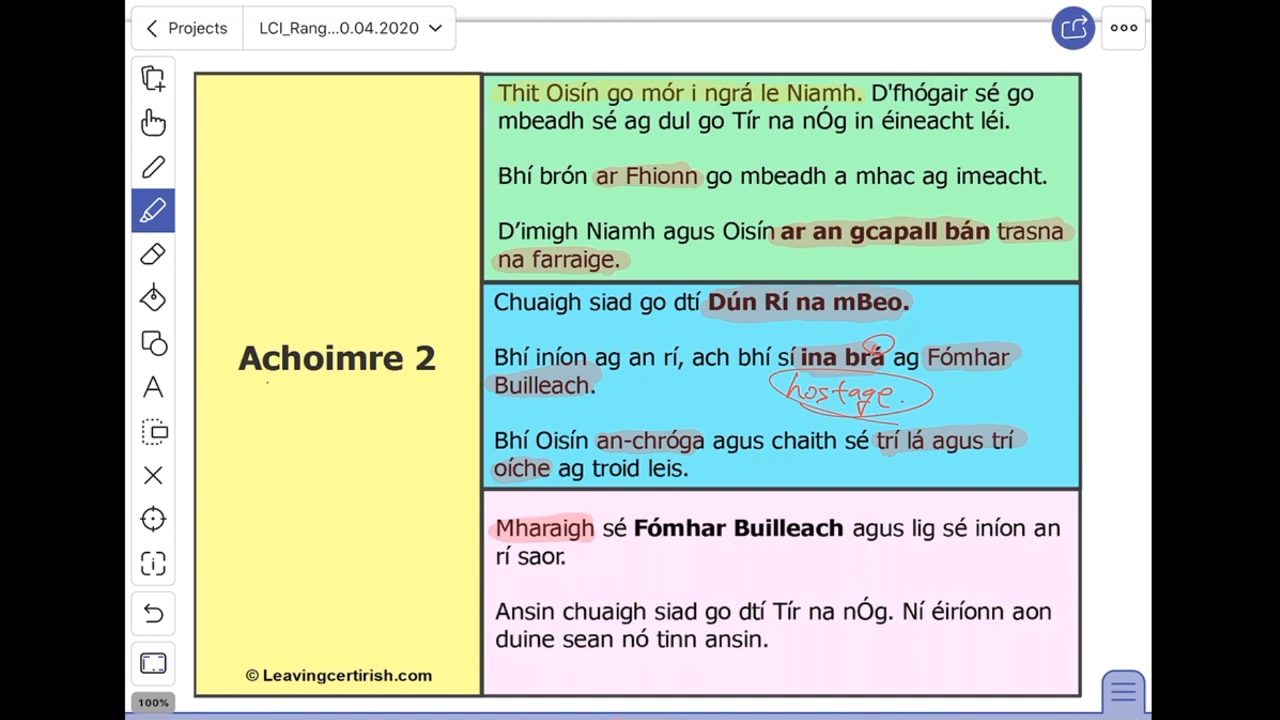 Projects
LCI_Rang...0.04.2020
Thit Oisín go mór i ngrá le Niamh. D'fhógair sé go
mbeadh sé ag dul go Tír na nÓg in éineacht léi.
Bhí brón ar Fhionn go mbeadh a mhac ag imeacht.
D’imigh Niamh agus Oisín ar an gcapall bán trasna
na farraige.
Achoimre 2
Chuaigh siad go dtí Dún Rí na mBeo.
Bhí iníon ag an rí, ach bhí sí ina brá ag Fómhar
Builleach.
hostage.
Bhí Oisín an-chróga agus chaith sé trí lá agus trí
oíche ag troid leis.
Mharaigh sé Fómhar Builleach agus lig sé iníon an
rí saor.
Ansin chuaigh siad go dtí Tír na nÓg. Ní éiríonn aon
duine sean nó tinn ansin.
© Leavingcertirish.com
100%